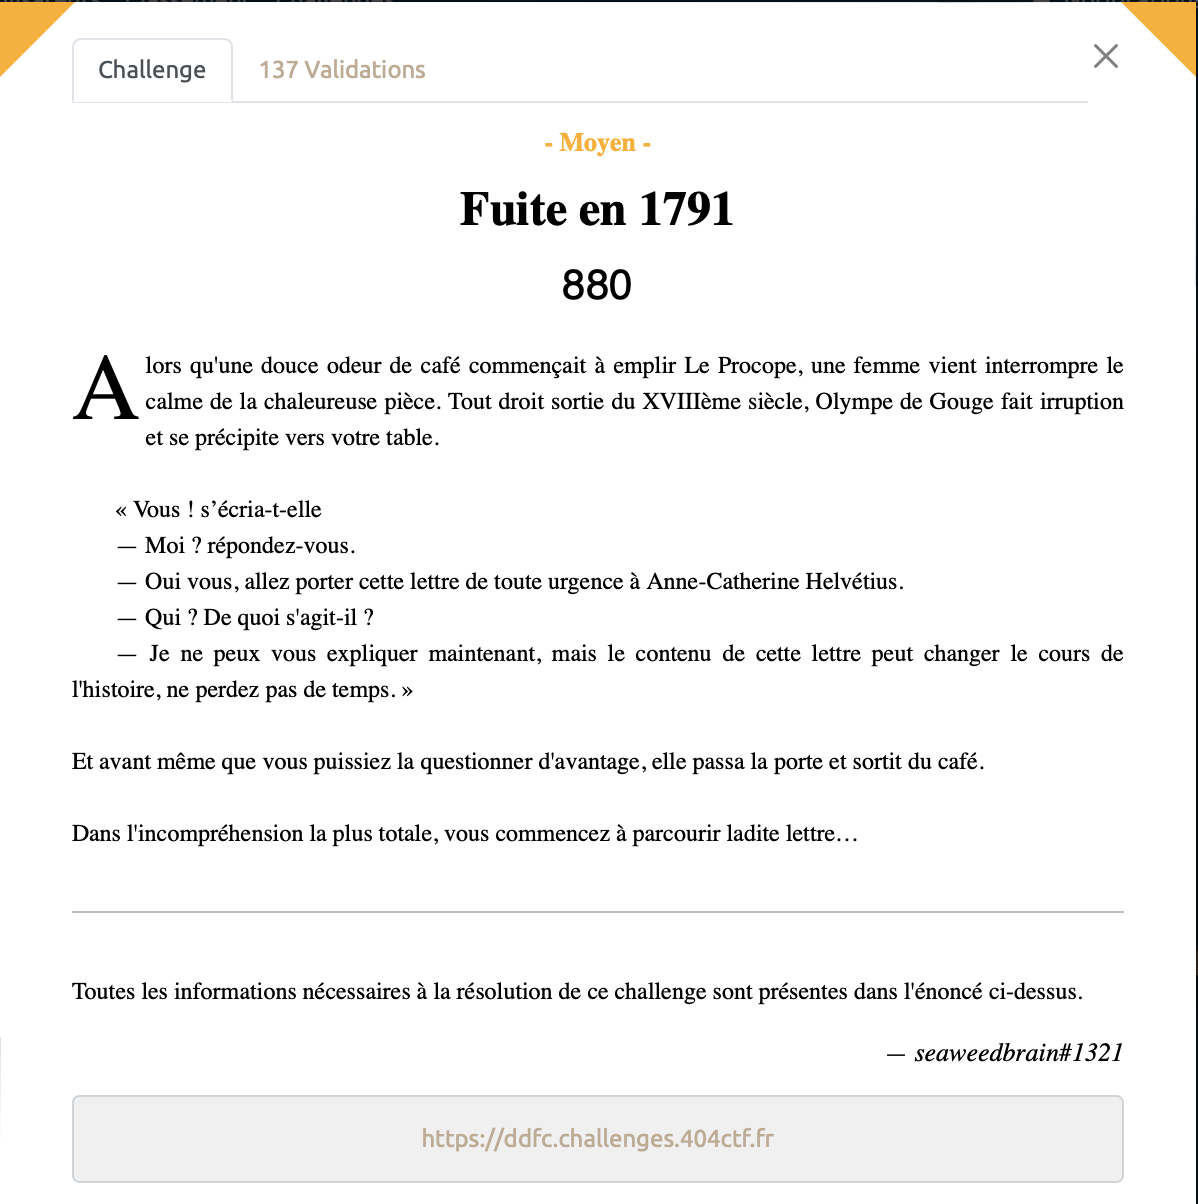 Challenge
137 Validations
- Moyen -
Fuite en 1791
880
Alors qu'une douce odeur de café commençait à emplir Le Procope, une femme vient interrompre le
calme de la chaleureuse pièce. Tout droit sortie du XVIIIème siècle, Olympe de Gouge fait irruption
et se précipite vers votre table.
« Vous ! s’écria-t-elle
— Moi ? répondez-vous.
— Oui vous, allez porter cette lettre de toute urgence à Anne-Catherine Helvétius.
— Qui ? De quoi s'agit-il ?
— Je ne peux vous expliquer maintenant, mais le contenu de cette lettre peut changer le cours de
l'histoire, ne perdez pas de temps. »
Et avant même que vous puissiez la questionner d'avantage, elle passa la porte et sortit du café.
Dans l'incompréhension la plus totale, vous commencez à parcourir ladite lettre…
Toutes les informations nécessaires à la résolution de ce challenge sont présentes dans l'énoncé ci-dessus.
— seaweedbrain#1321
https://ddfc.challenges.404ctf.fr